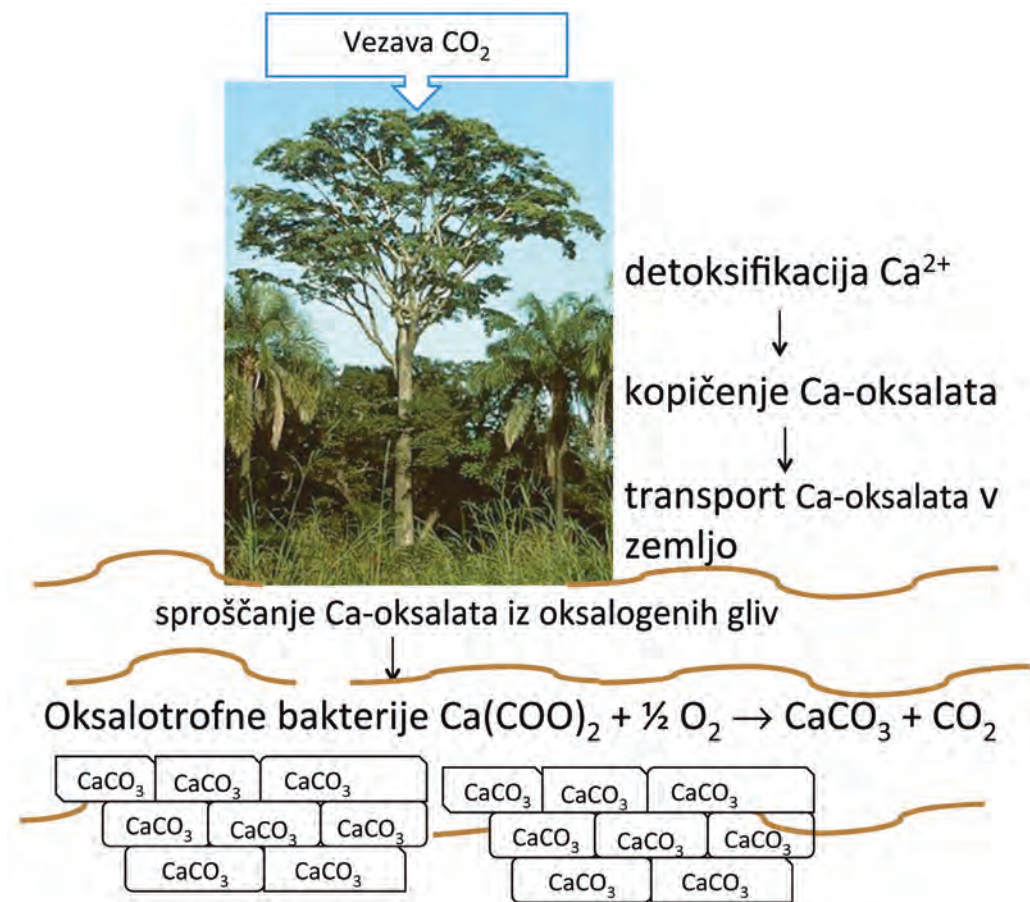 Vezava CO₂
detoksifikacija Ca²⁺
kopičenje Ca-oksalata
transport Ca-oksalata v
zemljo
sproščanje Ca-oksalata iz oksalogenih gliv
Oksalotrofne bakterije Ca(COO)₂ + ½ O₂ → CaCO₃ + CO₂
CaCO₃ CaCO₃ CaCO₃ CaCO₃ CaCO₃ CaCO₃
CaCO₃ CaCO₃ CaCO₃ CaCO₃ CaCO₃ CaCO₃
CaCO₃ CaCO₃ CaCO₃ CaCO₃